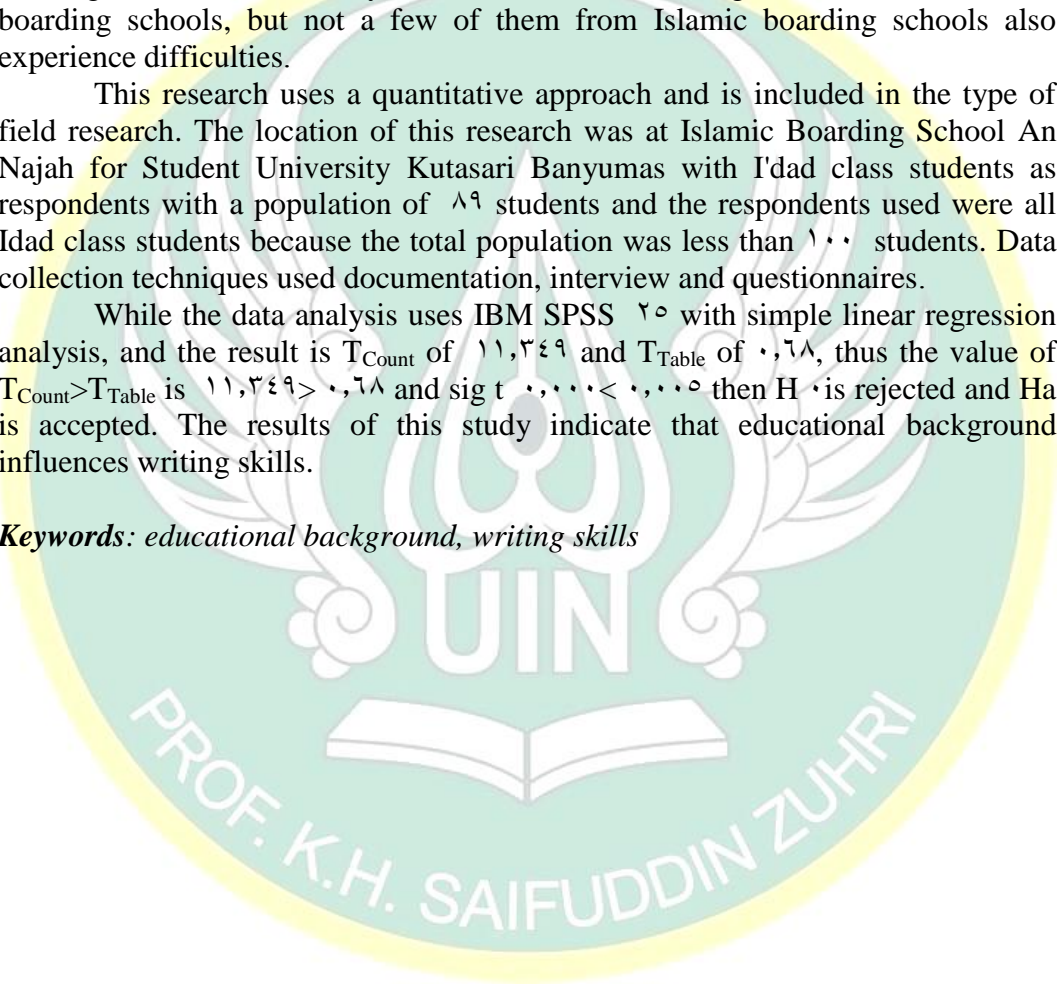 boarding schools, but not a few of them from Islamic boarding schools also
experience difficulties.
This research uses a quantitative approach and is included in the type of
field research. The location of this research was at Islamic Boarding School An
Najah for Student University Kutasari Banyumas with I'dad class students as
respondents with a population of ٨٩ students and the respondents used were all
Idad class students because the total population was less than ١٠٠ students. Data
collection techniques used documentation, interview and questionnaires.
While the data analysis uses IBM SPSS ٢٥ with simple linear regression
analysis, and the result is TCount of ١١,٣٤٩ and TTable of ٠,٦٨, thus the value of
TCount>TTable is ١١,٣٤٩> ٠,٦٨ and sig t ٠,٠٠٠< ٠,٠٠٥ then H ٠is rejected and Ha
is accepted. The results of this study indicate that educational background
influences writing skills.
Keywords: educational background, writing skills
UIN
PROF. K.H. SAIFUDDIN ZUHRI